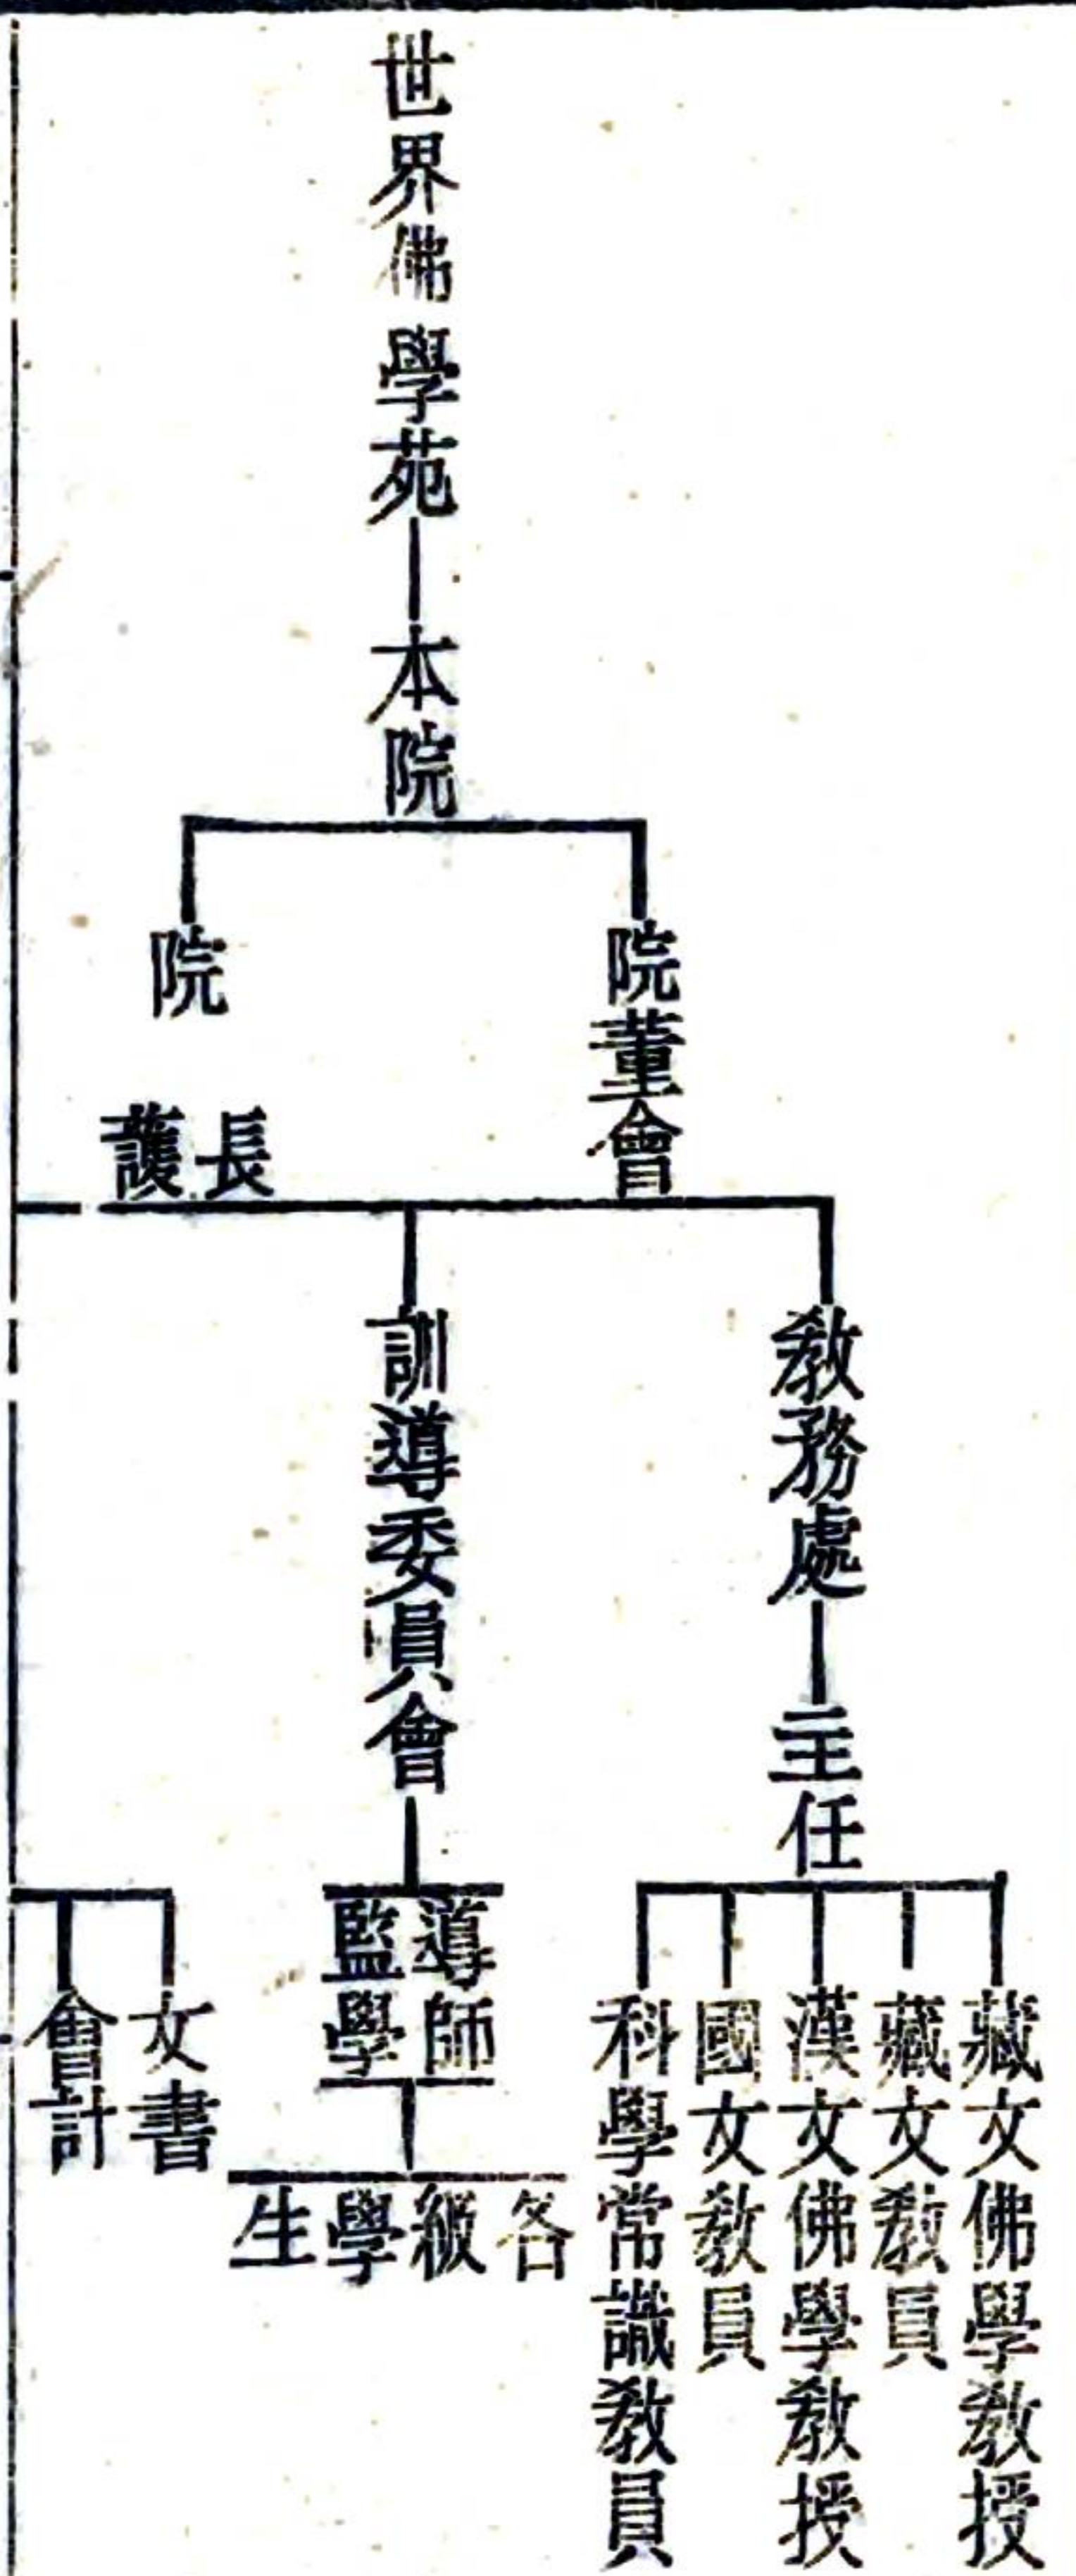 世界佛學苑
本院
院董會
院
長
護
教務處
主任
藏文佛學教授
藏文教員
漢文佛學教授
國文教員
科學常識教員
訓導委員會
導師
監學
各級學生
文書
會計